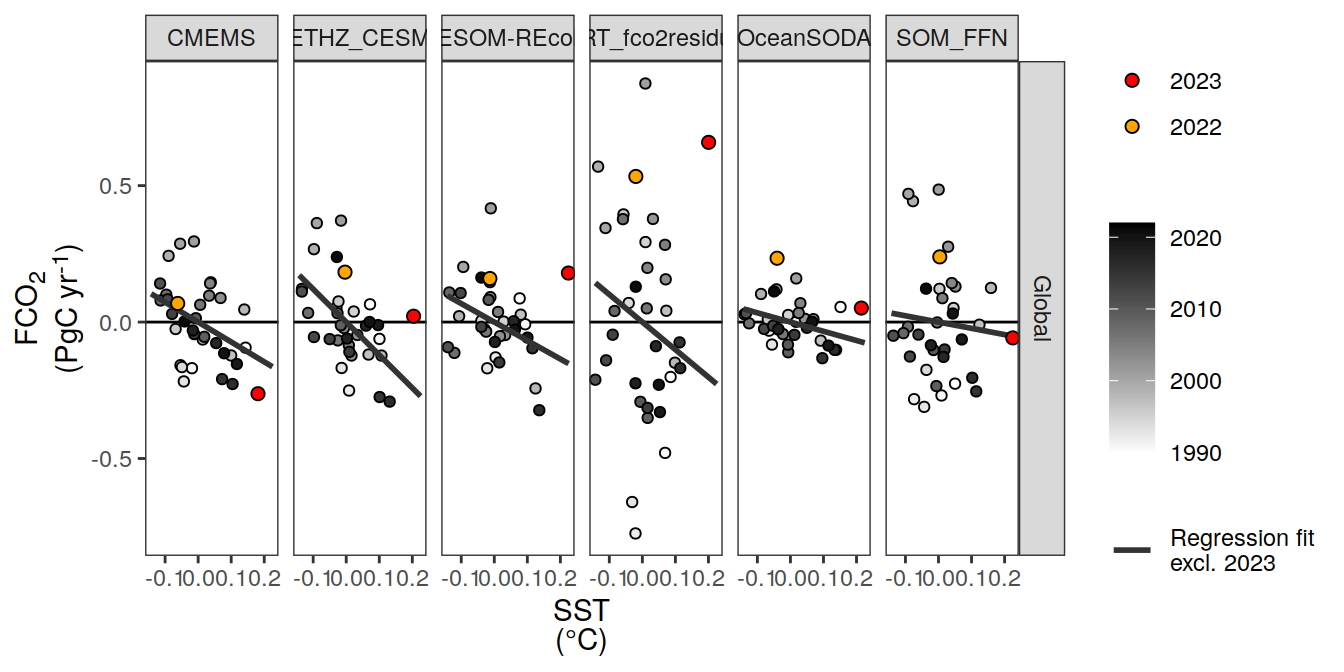 CMEMS
ETHZ_CESM
ESOM-REco
RT_fco2resid
OceanSODA
SOM_FFN
Global
FCO2
(PgC yr-1)
0.5
0.0
-0.5
-0.10.00.10.2
-0.10.00.10.2
-0.10.00.10.2
-0.10.00.10.2
-0.10.00.10.2
-0.10.00.10.2
SST
(°C)
2023
2022
2020
2010
2000
1990
Regression fit
excl. 2023